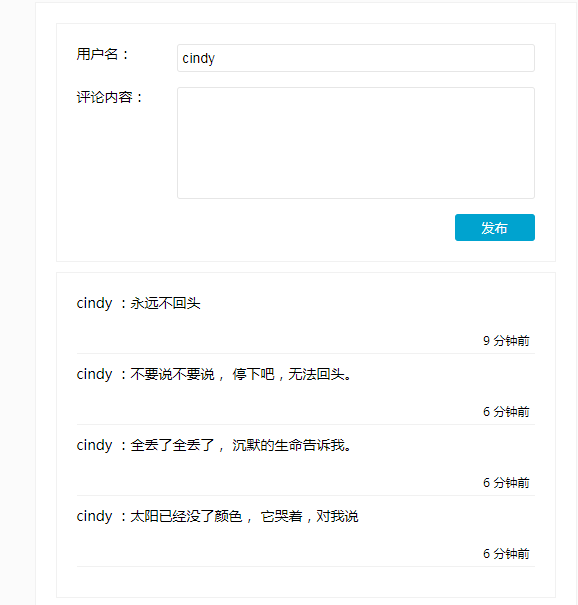 用户名：
cindy
评论内容：
发布
cindy ：永远不回头
9 分钟前
cindy ：不要说不要说， 停下吧，无法回头。
6 分钟前
cindy ：全丢了全丢了， 沉默的生命告诉我。
6 分钟前
cindy ：太阳已经没了颜色， 它哭着，对我说
6 分钟前